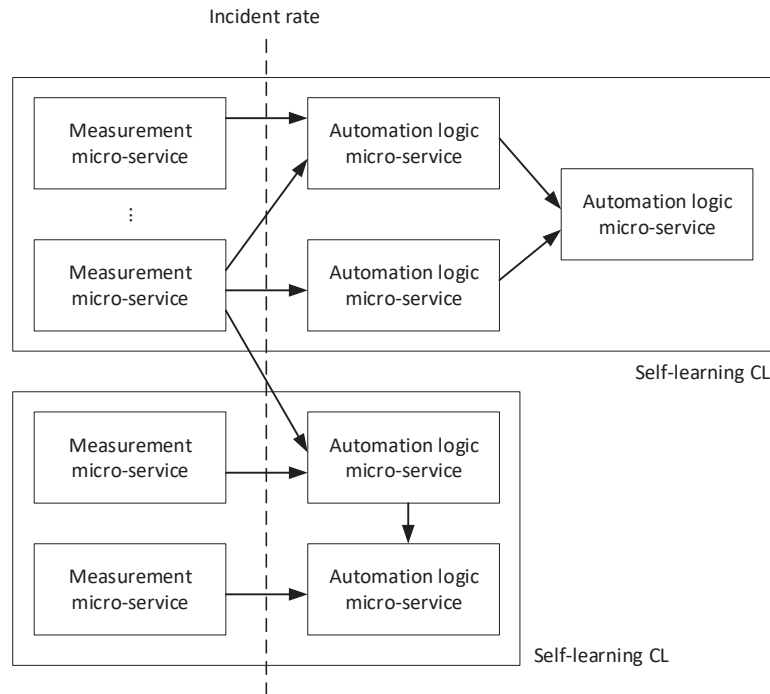 Incident rate
Measurement
micro-service
Automation logic
micro-service
Automation logic
micro-service
...
Measurement
micro-service
Automation logic
micro-service
Self-learning CL
Measurement
micro-service
Automation logic
micro-service
Measurement
micro-service
Automation logic
micro-service
Self-learning CL